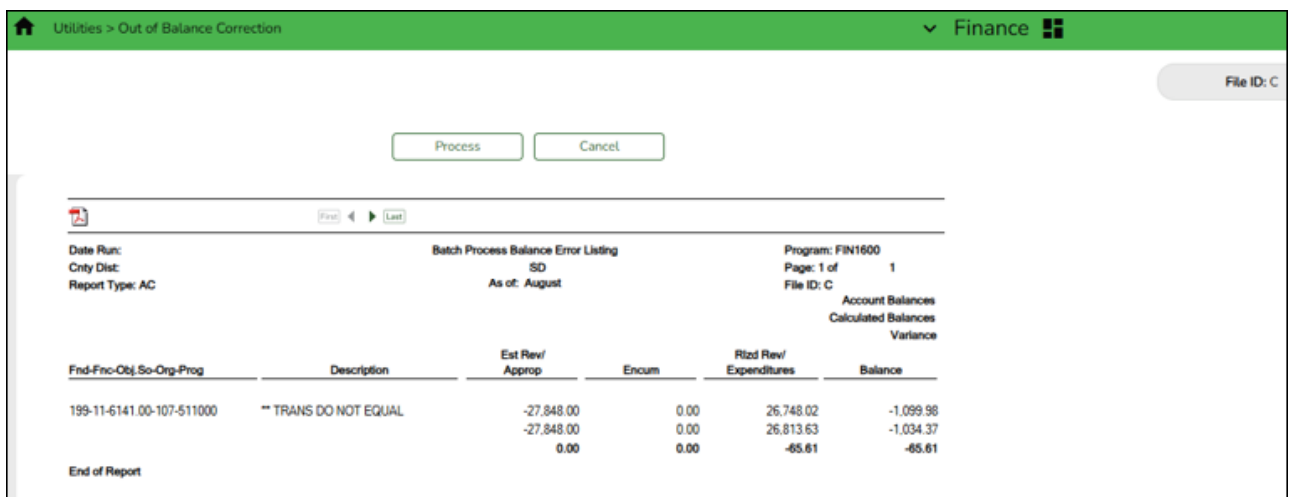 Utilities > Out of Balance Correction Finance
File ID: C
Process Cancel
First Last
Date Run: Batch Process Balance Error Listing Program: FIN1600
Cnty Dist: SD Page: 1 of 1
Report Type: AC As of: August File ID: C
Account Balances
Calculated Balances
Variance
Est Rev/ Rlzd Rev/
Fnd-Fnc-Obj.So-Org-Prog Description Approp Encum Expenditures Balance
199-11-6141.00-107-511000 ** TRANS DO NOT EQUAL -27,848.00 0.00 26,748.02 -1,099.98
-27,848.00 0.00 26,813.63 -1,034.37
0.00 0.00 -65.61 -65.61
End of Report